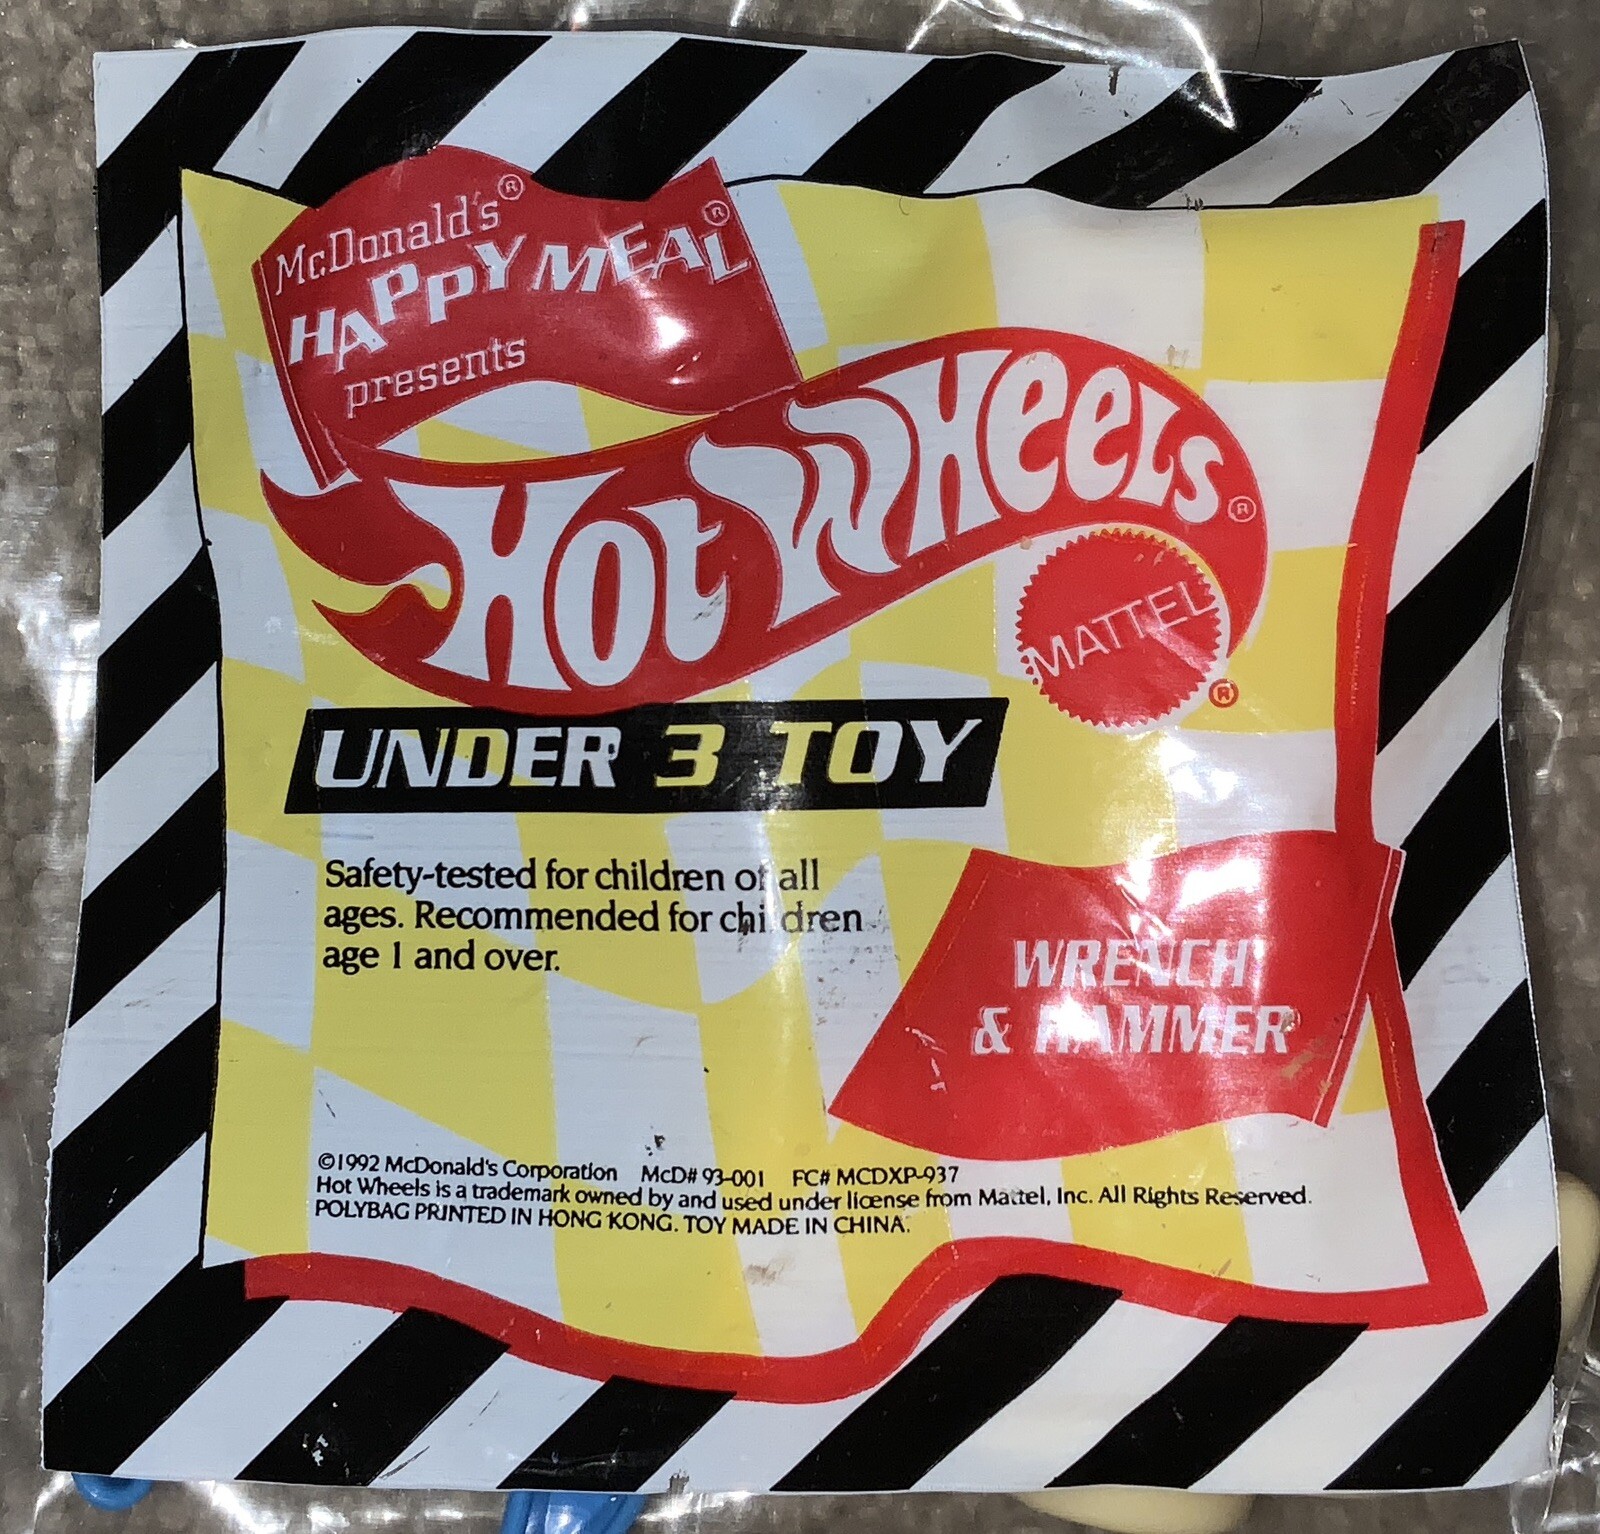 McDonald's®
HAPPY MEAL®
presents
HOT WHEELS®
MATTEL®
UNDER 3 TOY
Safety-tested for children of all
ages. Recommended for children
age 1 and over.
WRENCH
& HAMMER
©1992 McDonald's Corporation McD# 93-001 FC# MCDXP-937
Hot Wheels is a trademark owned by and used under license from Mattel, Inc. All Rights Reserved.
POLYBAG PRINTED IN HONG KONG. TOY MADE IN CHINA.